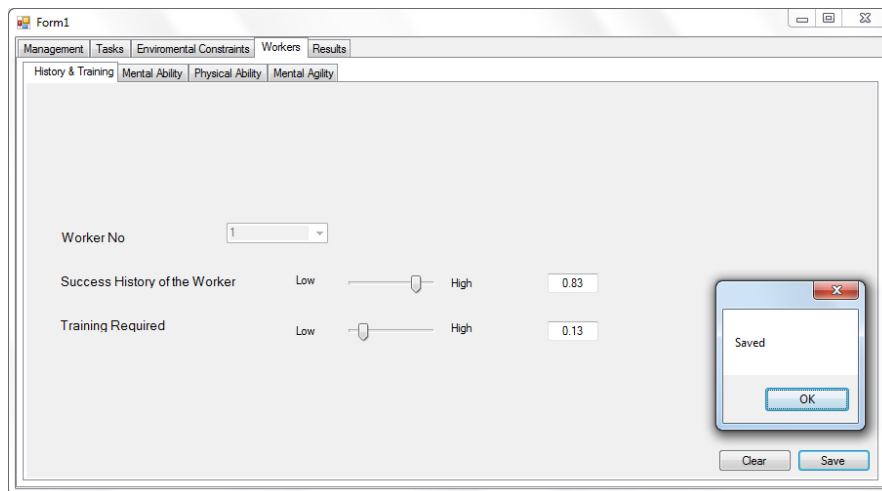 Form1
Management Tasks Enviromental Constraints Workers Results
History & Training Mental Ability Physical Ability Mental Agility
Worker No 1
Success History of the Worker Low High 0.83
Training Required Low High 0.13
Saved
OK
Clear Save